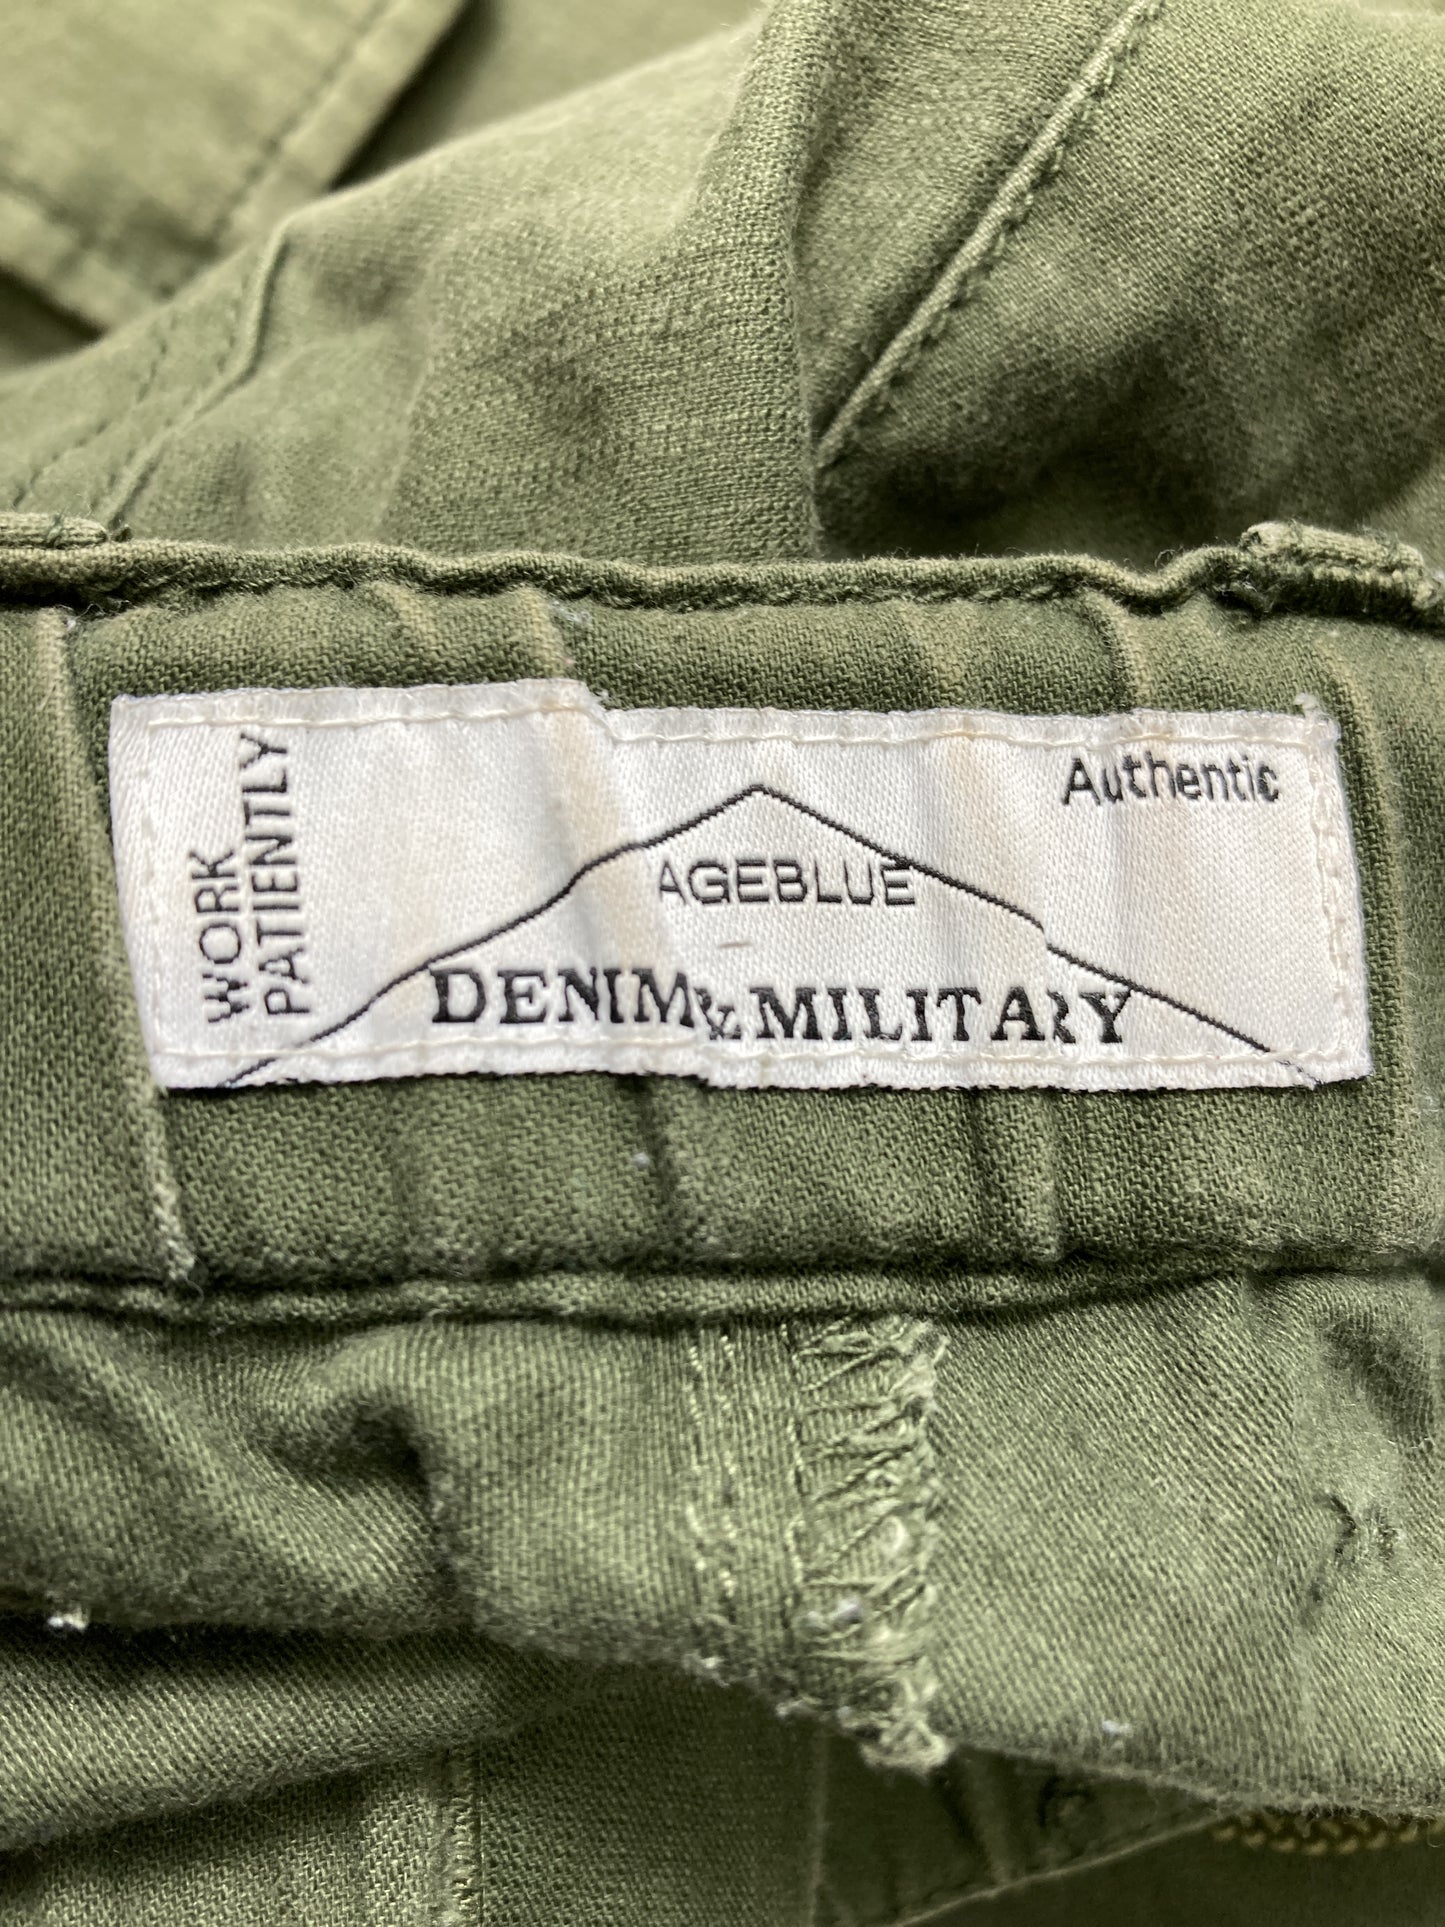 WORK
PATIENTLY
Authentic
AGEBLUE
DENIM & MILITARY